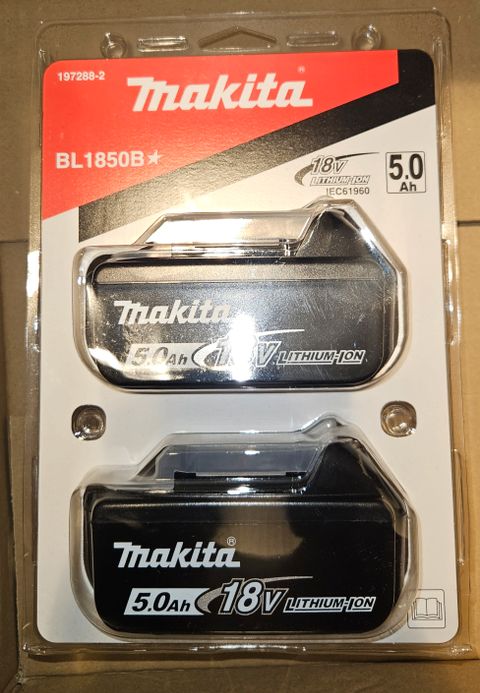 197288-2
makita®
BL1850B★
18V
LITHIUM-ION
IEC61960
5.0
Ah
makita
5.0Ah 18V LITHIUM-ION
makita®
5.0Ah 18V LITHIUM-ION